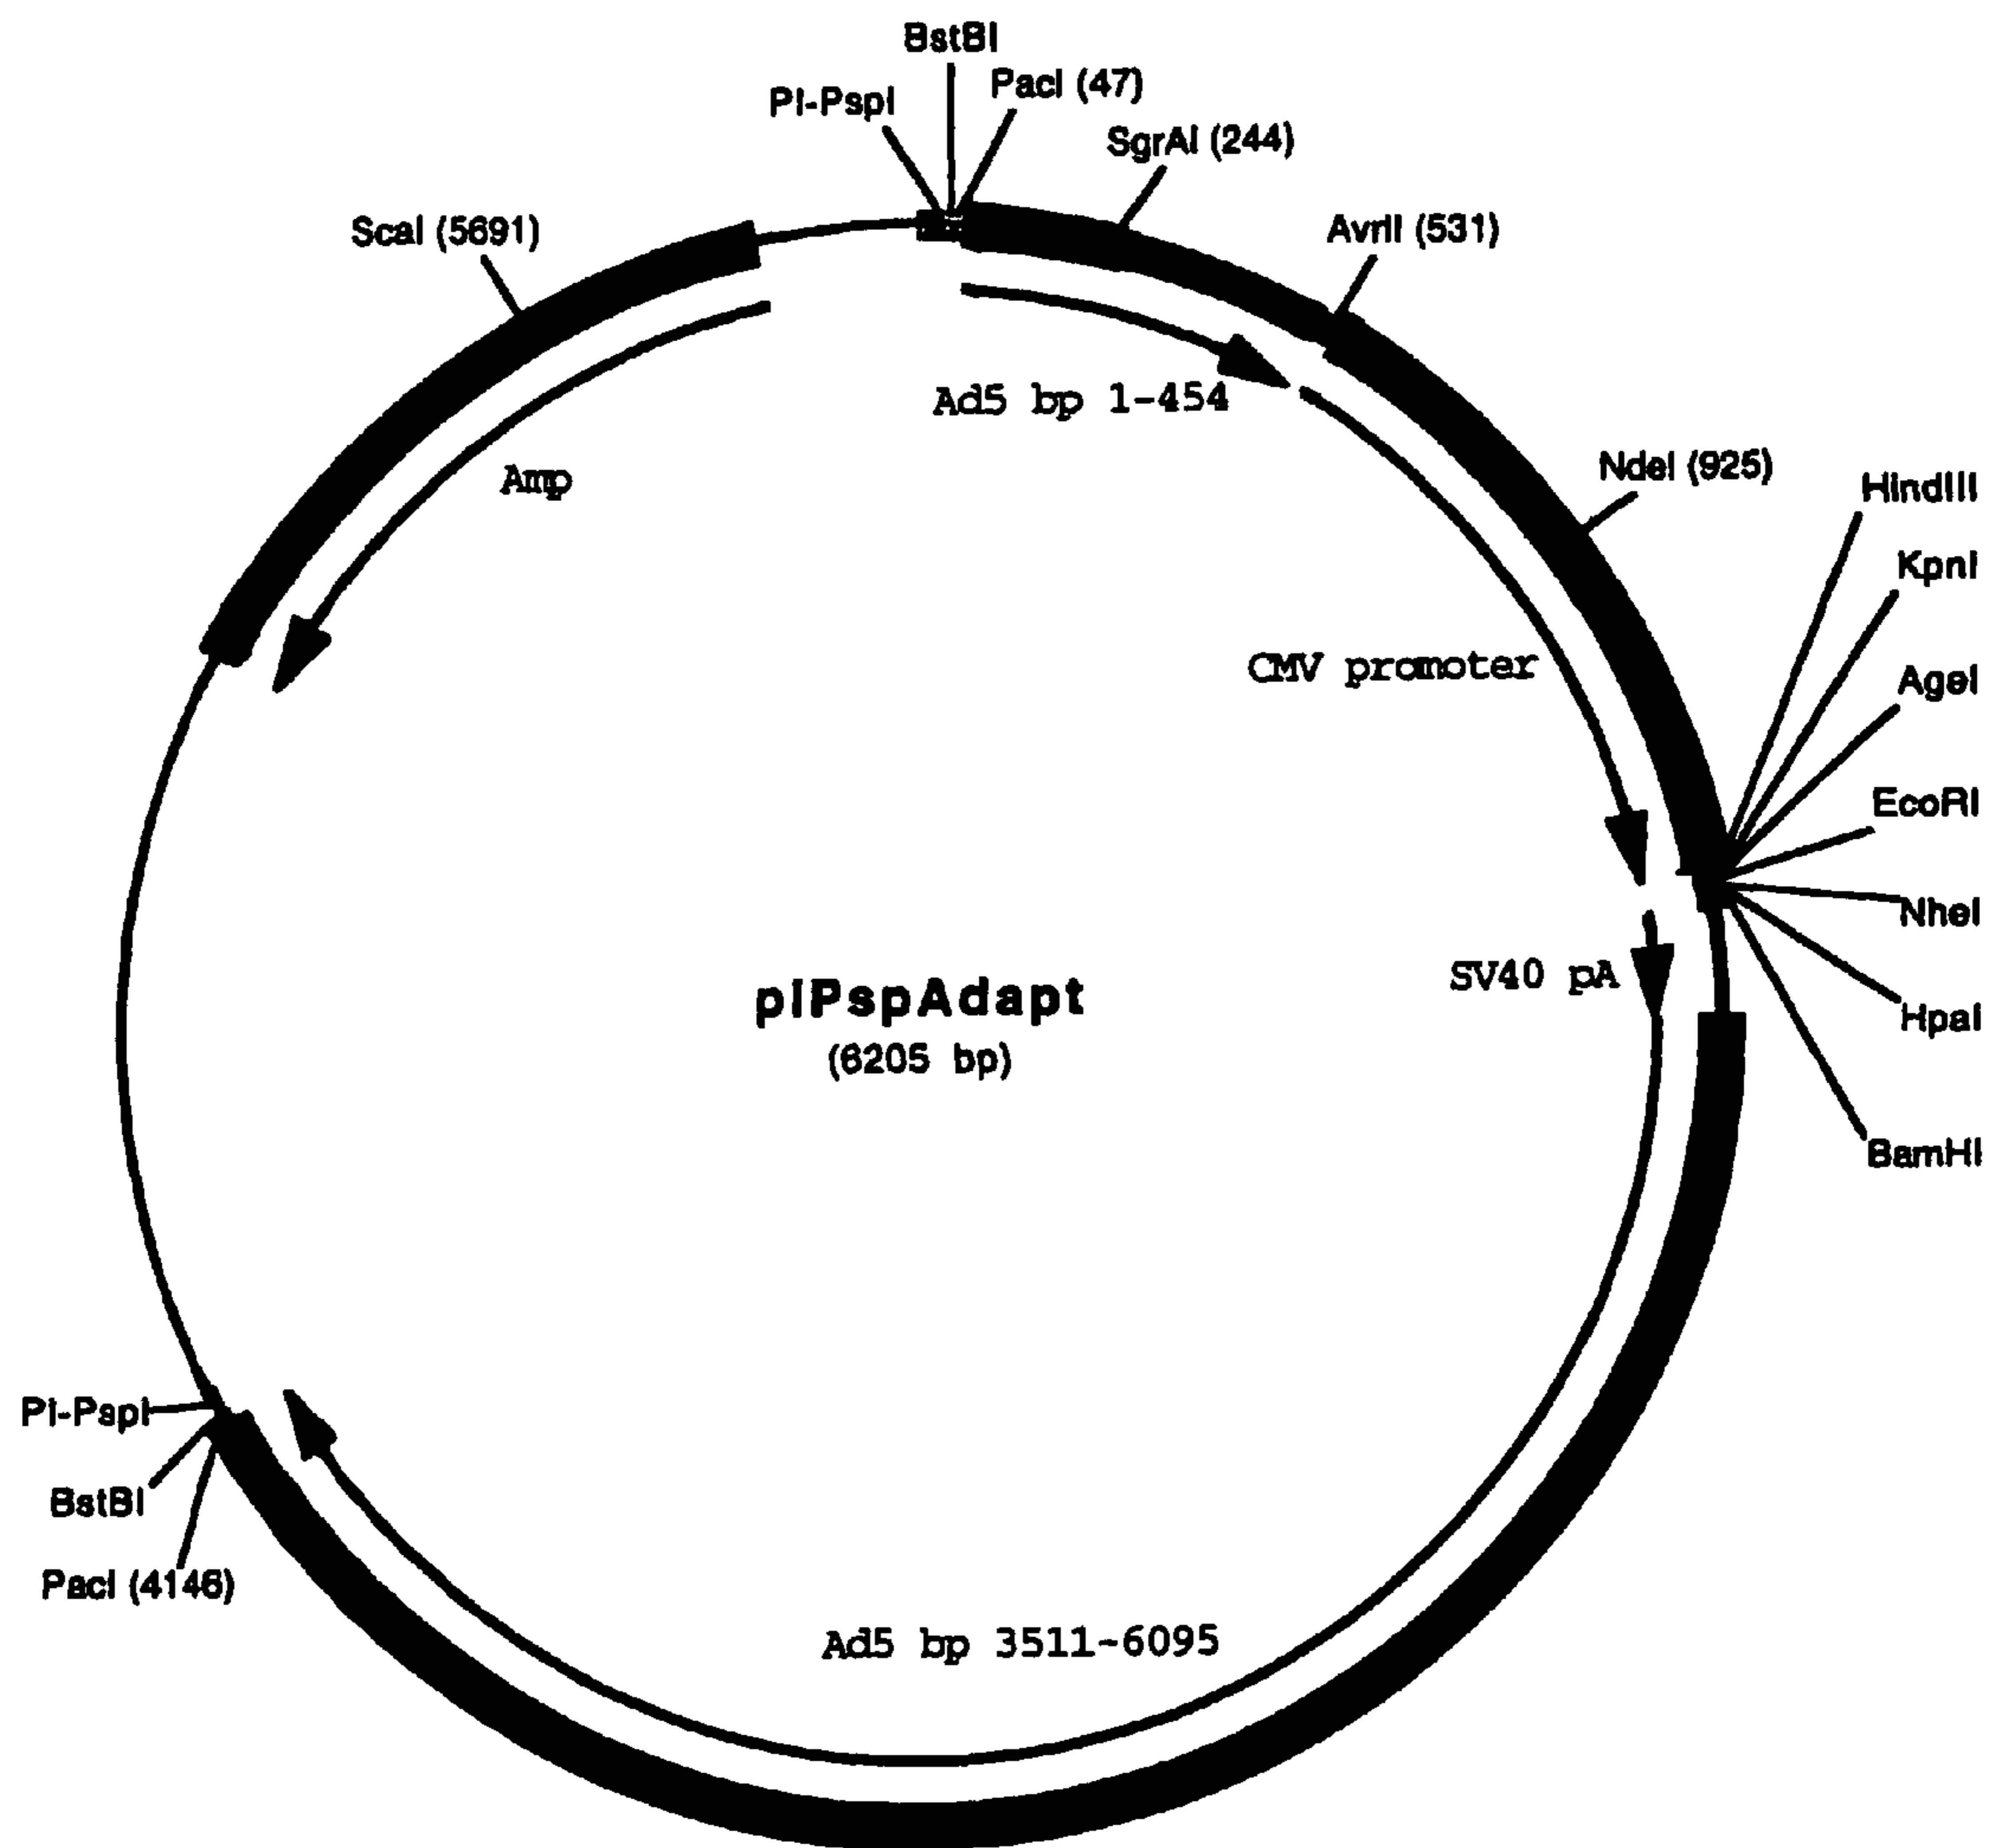 BstBI
PI-PspI
PacI (47)
SgrAI (244)
ScaI (5691)
AvrII (531)
Ad5 bp 1-454
Amp
NdeI (925)
HindIII
KpnI
CMV promoter
AgeI
EcoRI
NheI
SV40 pA
pIPspAdapt
(6205 bp)
HpaI
BamHI
PI-PspI
BstBI
PacI (4146)
Ad5 bp 3511-6095